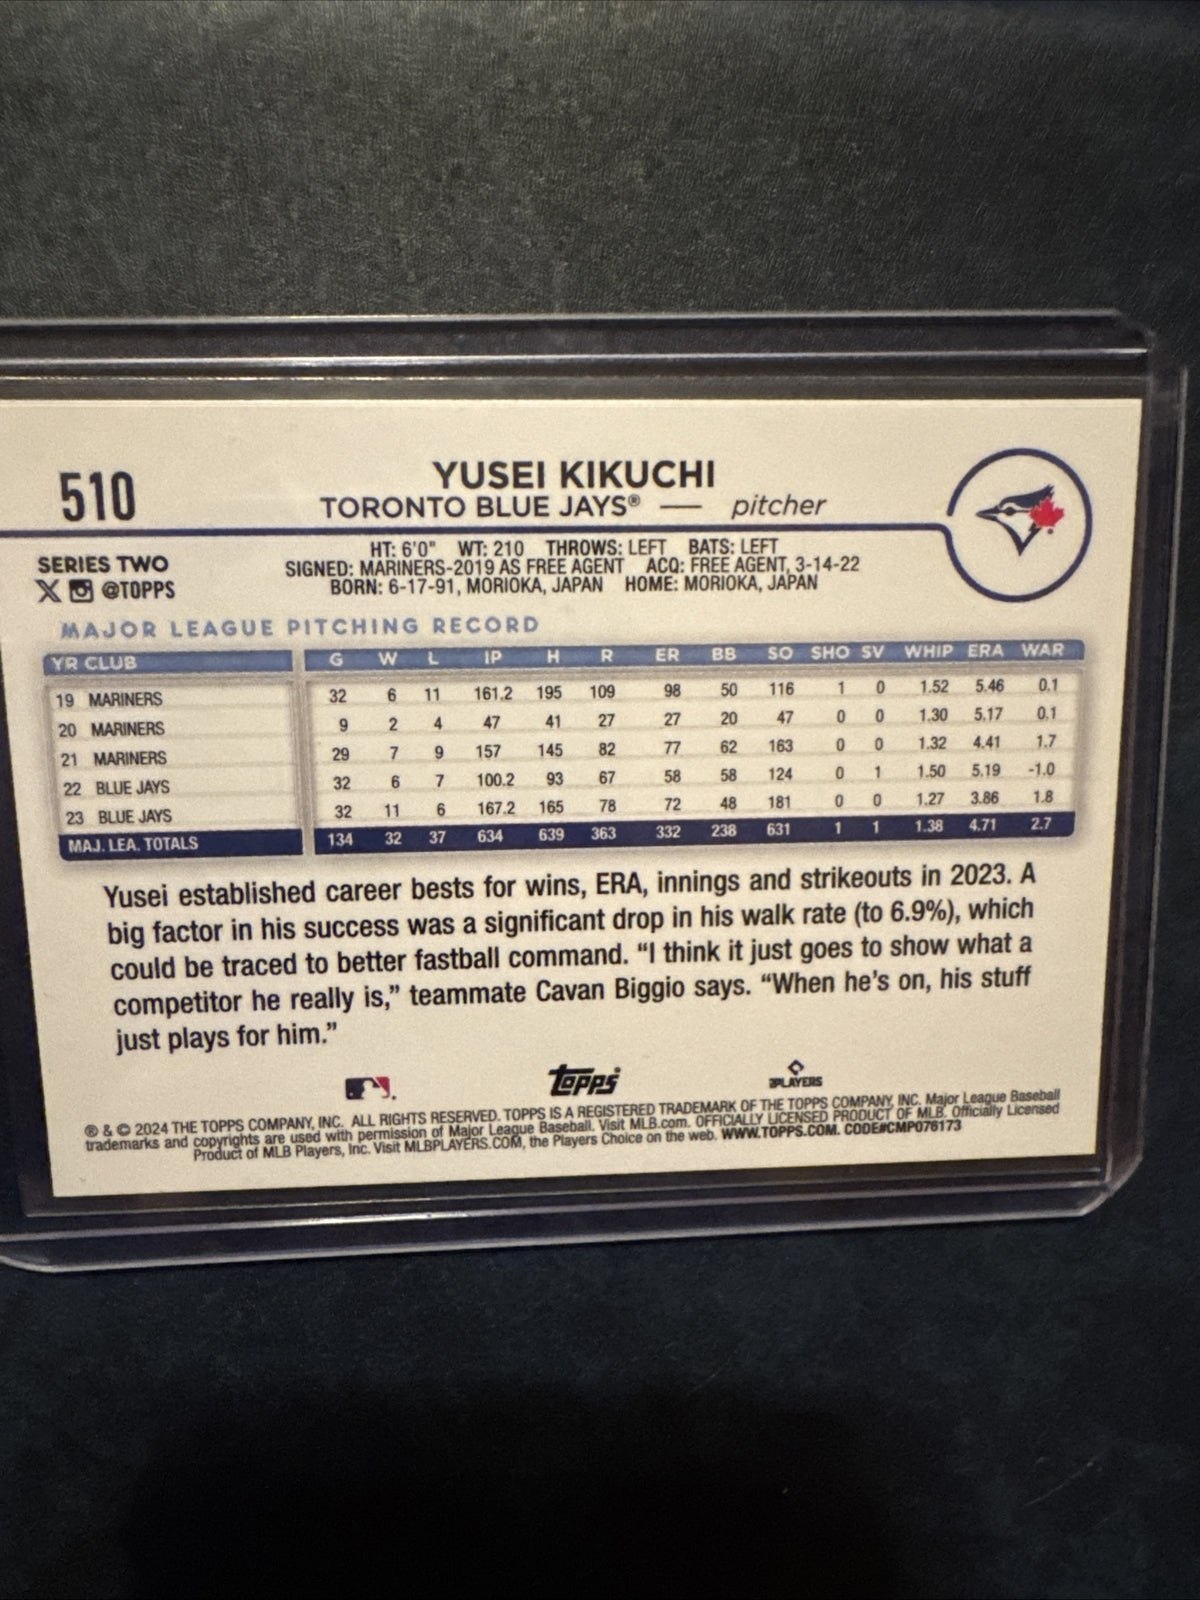 510
YUSEI KIKUCHI
TORONTO BLUE JAYS® — pitcher
SERIES TWO
X @TOPPS
HT: 6'0" WT: 210 THROWS: LEFT BATS: LEFT
SIGNED: MARINERS-2019 AS FREE AGENT ACQ: FREE AGENT, 3-14-22
BORN: 6-17-91, MORIOKA, JAPAN HOME: MORIOKA, JAPAN
MAJOR LEAGUE PITCHING RECORD
YR CLUB G W L IP H R ER BB SO SHO SV WHIP ERA WAR
19 MARINERS 32 6 11 161.2 195 109 98 50 116 1 0 1.52 5.46 0.1
20 MARINERS 9 2 4 47 41 27 27 20 47 0 0 1.30 5.17 0.1
21 MARINERS 29 7 9 157 145 82 77 62 163 0 0 1.32 4.41 1.7
22 BLUE JAYS 32 6 7 100.2 93 67 58 58 124 0 1 1.50 5.19 -1.0
23 BLUE JAYS 32 11 6 167.2 165 78 72 48 181 0 0 1.27 3.86 1.8
MAJ. LEA. TOTALS 134 32 37 634 639 363 332 238 631 1 1 1.38 4.71 2.7
Yusei established career bests for wins, ERA, innings and strikeouts in 2023. A
big factor in his success was a significant drop in his walk rate (to 6.9%), which
could be traced to better fastball command. “I think it just goes to show what a
competitor he really is,” teammate Cavan Biggio says. “When he’s on, his stuff
just plays for him.”
Topps
PLAYERS
® & © 2024 THE TOPPS COMPANY, INC. ALL RIGHTS RESERVED. TOPPS IS A REGISTERED TRADEMARK OF THE TOPPS COMPANY, INC. Major League Baseball
trademarks and copyrights are used with permission of Major League Baseball. Visit MLB.com. OFFICIALLY LICENSED PRODUCT OF MLB. Officially Licensed
Product of MLB Players, Inc. Visit MLBPLAYERS.COM, the Players Choice on the web. WWW.TOPPS.COM. CODE#CMP076173